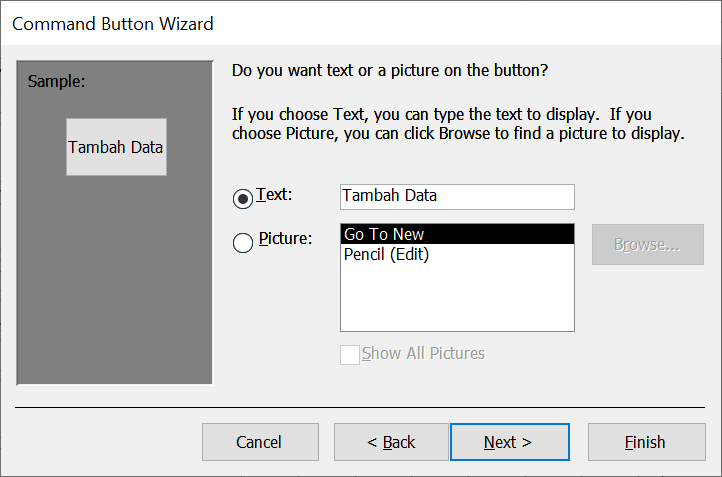 Command Button Wizard
Sample:
Tambah Data
Do you want text or a picture on the button?
If you choose Text, you can type the text to display.  If you
choose Picture, you can click Browse to find a picture to display.
Text:
Tambah Data
Picture:
Go To New
Pencil (Edit)
Browse...
Show All Pictures
Cancel
< Back
Next >
Finish